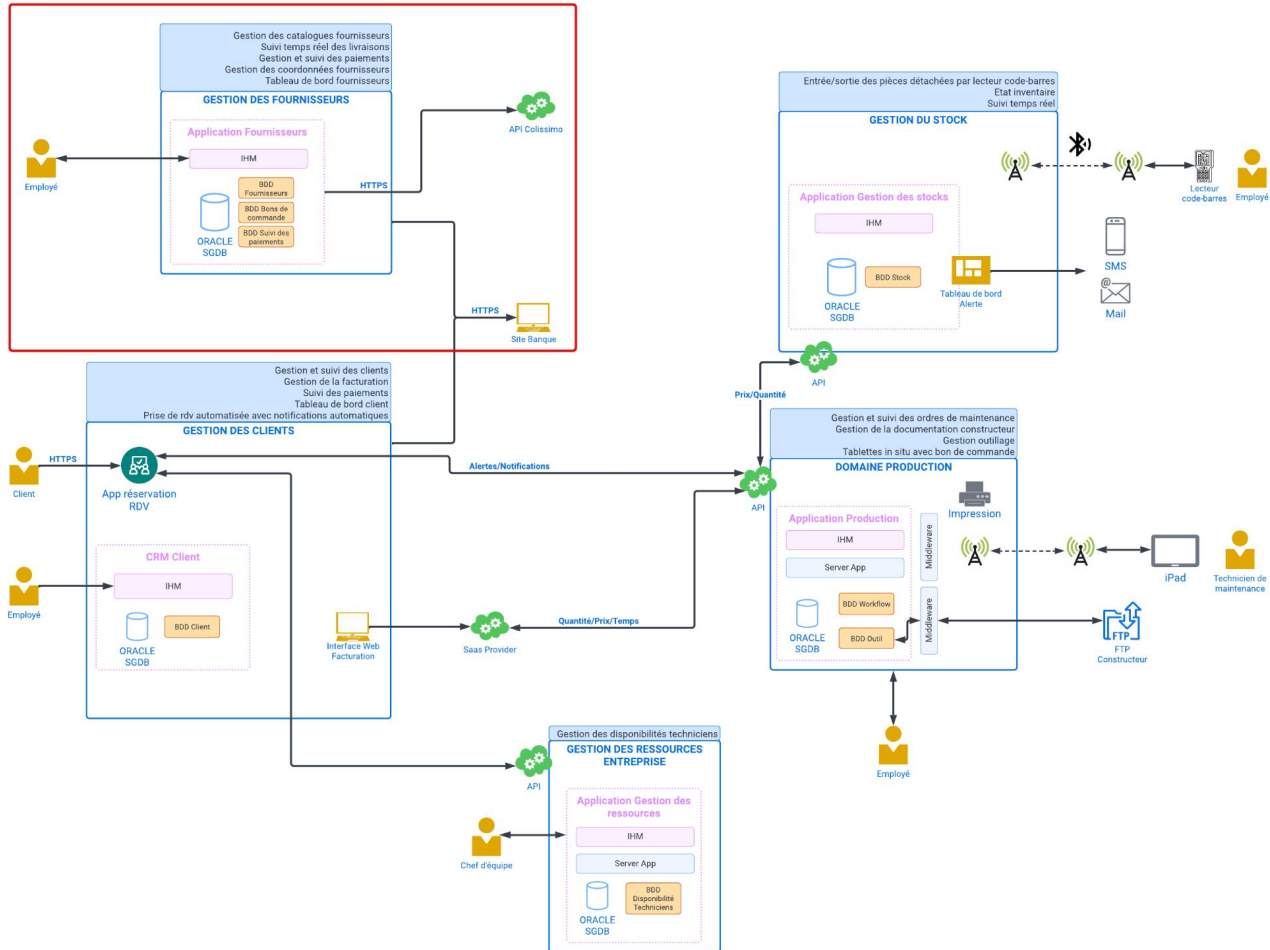 Gestion des catalogues fournisseurs
Suivi temps réel des livraisons
Gestion et suivi des paiements
Gestion des coordonnées fournisseurs
Tableau de bord fournisseurs
GESTION DES FOURNISSEURS
Application Fournisseurs
IHM
BDD
Fournisseurs
BDD Bons de
commande
BDD Suivi des
paiements
ORACLE
SGDB
Employé
HTTPS
API Colissimo
HTTPS
Site Banque
Entrée/sortie des pièces détachées par lecteur code-barres
Etat inventaire
Suivi temps réel
GESTION DU STOCK
Application Gestion des stocks
IHM
BDD Stock
ORACLE
SGDB
Tableau de bord
Alerte
Lecteur
code-barres
Employé
SMS
@
Mail
API
Prix/Quantité
Gestion et suivi des clients
Gestion de la facturation
Suivi des paiements
Tableau de bord client
Prise de rdv automatisée avec notifications automatiques
GESTION DES CLIENTS
Client
HTTPS
App réservation
RDV
Alertes/Notifications
CRM Client
IHM
BDD Client
ORACLE
SGDB
Employé
Interface Web
Facturation
Saas Provider
Quantité/Prix/Temps
API
Gestion et suivi des ordres de maintenance
Gestion de la documentation constructeur
Gestion outillage
Tablettes in situ avec bon de commande
DOMAINE PRODUCTION
Impression
Application Production
IHM
Server App
BDD Workflow
BDD Outil
ORACLE
SGDB
Middleware
Middleware
iPad
Technicien de
maintenance
FTP
FTP
Constructeur
Employé
Gestion des disponibilités techniciens
GESTION DES RESSOURCES
ENTREPRISE
API
Application Gestion des
ressources
IHM
Server App
BDD
Disponibilité
Techniciens
ORACLE
SGDB
Chef d'équipe